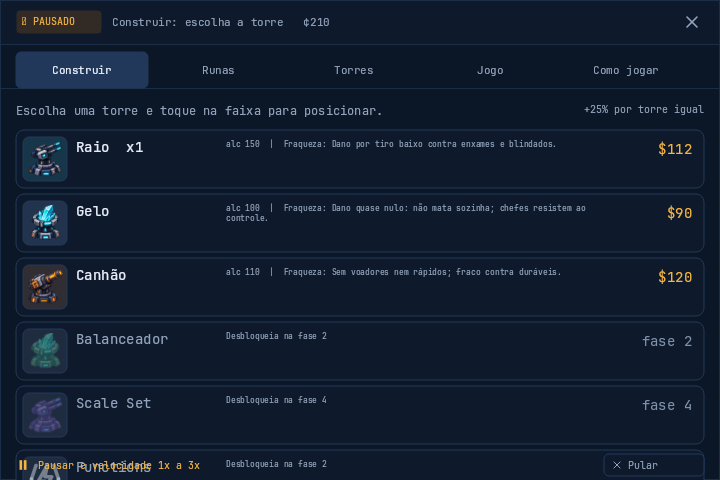 PAUSADO
Construir: escolha a torre $210
Construir Runas Torres Jogo Como jogar
Escolha uma torre e toque na faixa para posicionar. +25% por torre igual
Raio x1 alc 150 | Fraqueza: Dano por tiro baixo contra enxames e blindados. $112
Gelo alc 100 | Fraqueza: Dano quase nulo: não mata sozinha; chefes resistem ao $90
controle.
Canhão alc 110 | Fraqueza: Sem voadores nem rápidos; fraco contra duráveis. $120
Balanceador Desbloqueia na fase 2 fase 2
Scale Set Desbloqueia na fase 4 fase 4
Functions Desbloqueia na fase 2
Pausar e velocidade 1x a 3x Pular